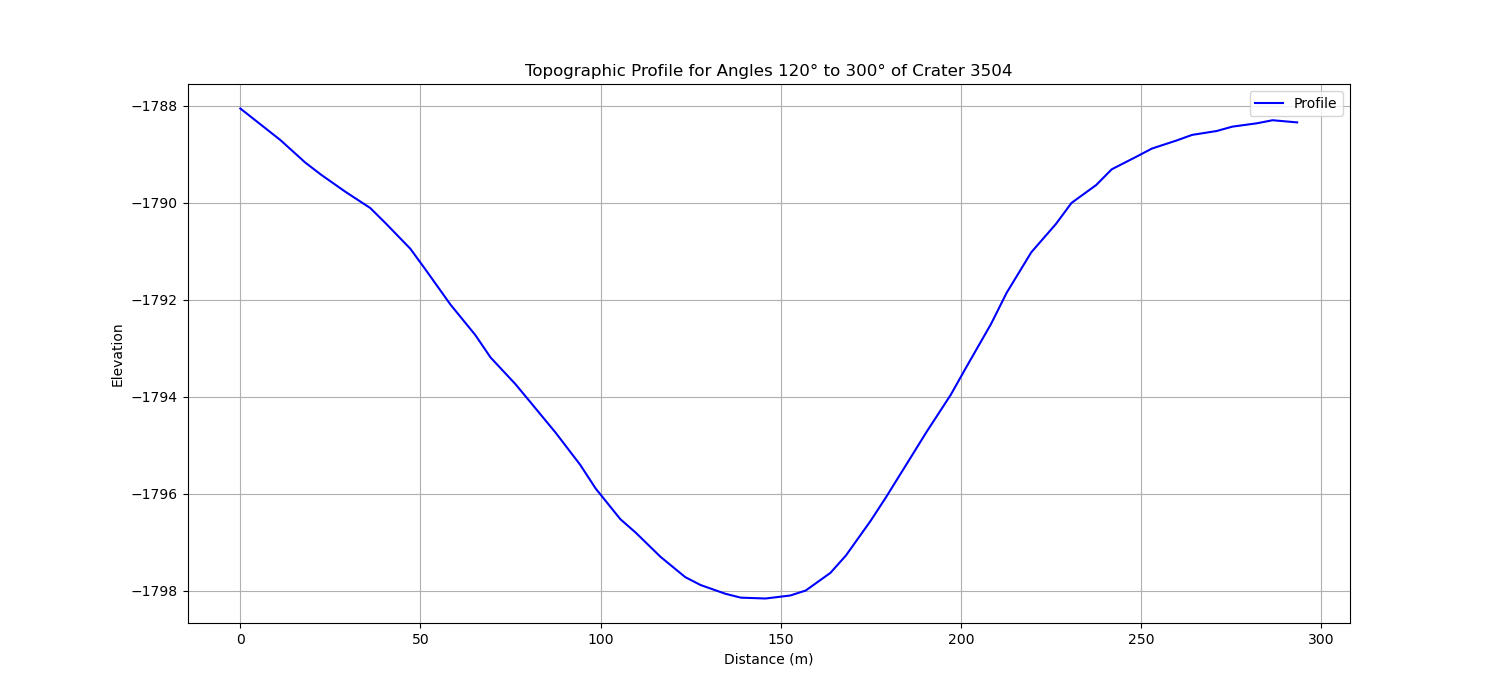 Topographic Profile for Angles 120° to 300° of Crater 3504
Profile
−1788
−1790
−1792
−1794
−1796
−1798
Elevation
0 50 100 150 200 250 300
Distance (m)